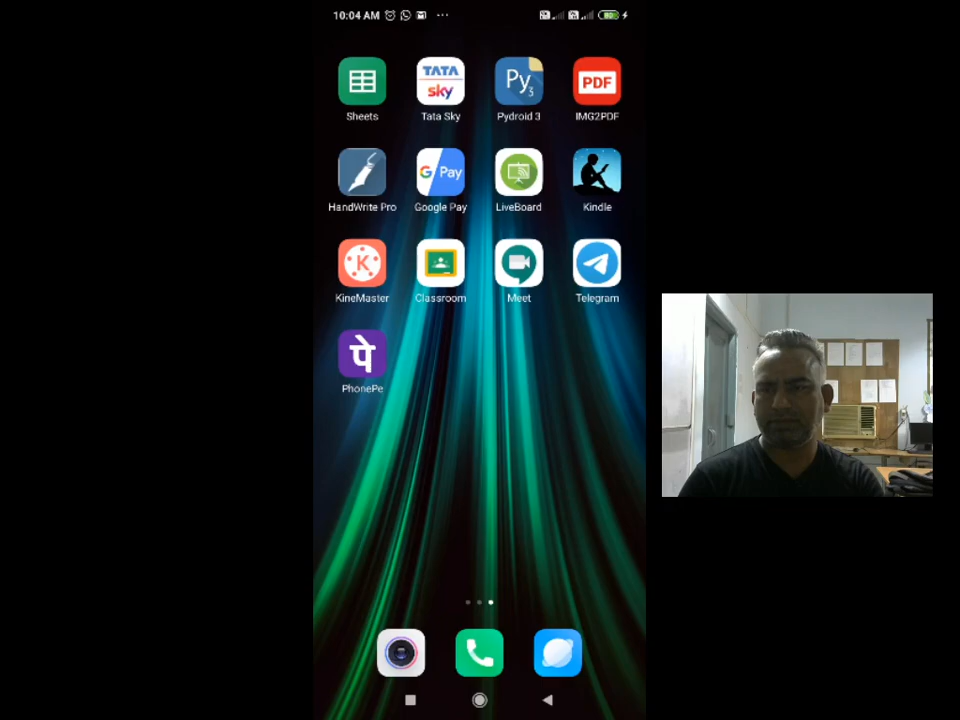 10:04 AM
Sheets
TATA
sky
Tata Sky
Py3
Pydroid 3
PDF
IMG2PDF
HandWrite Pro
G Pay
Google Pay
LiveBoard
Kindle
K
KineMaster
Classroom
Meet
Telegram
पे
PhonePe